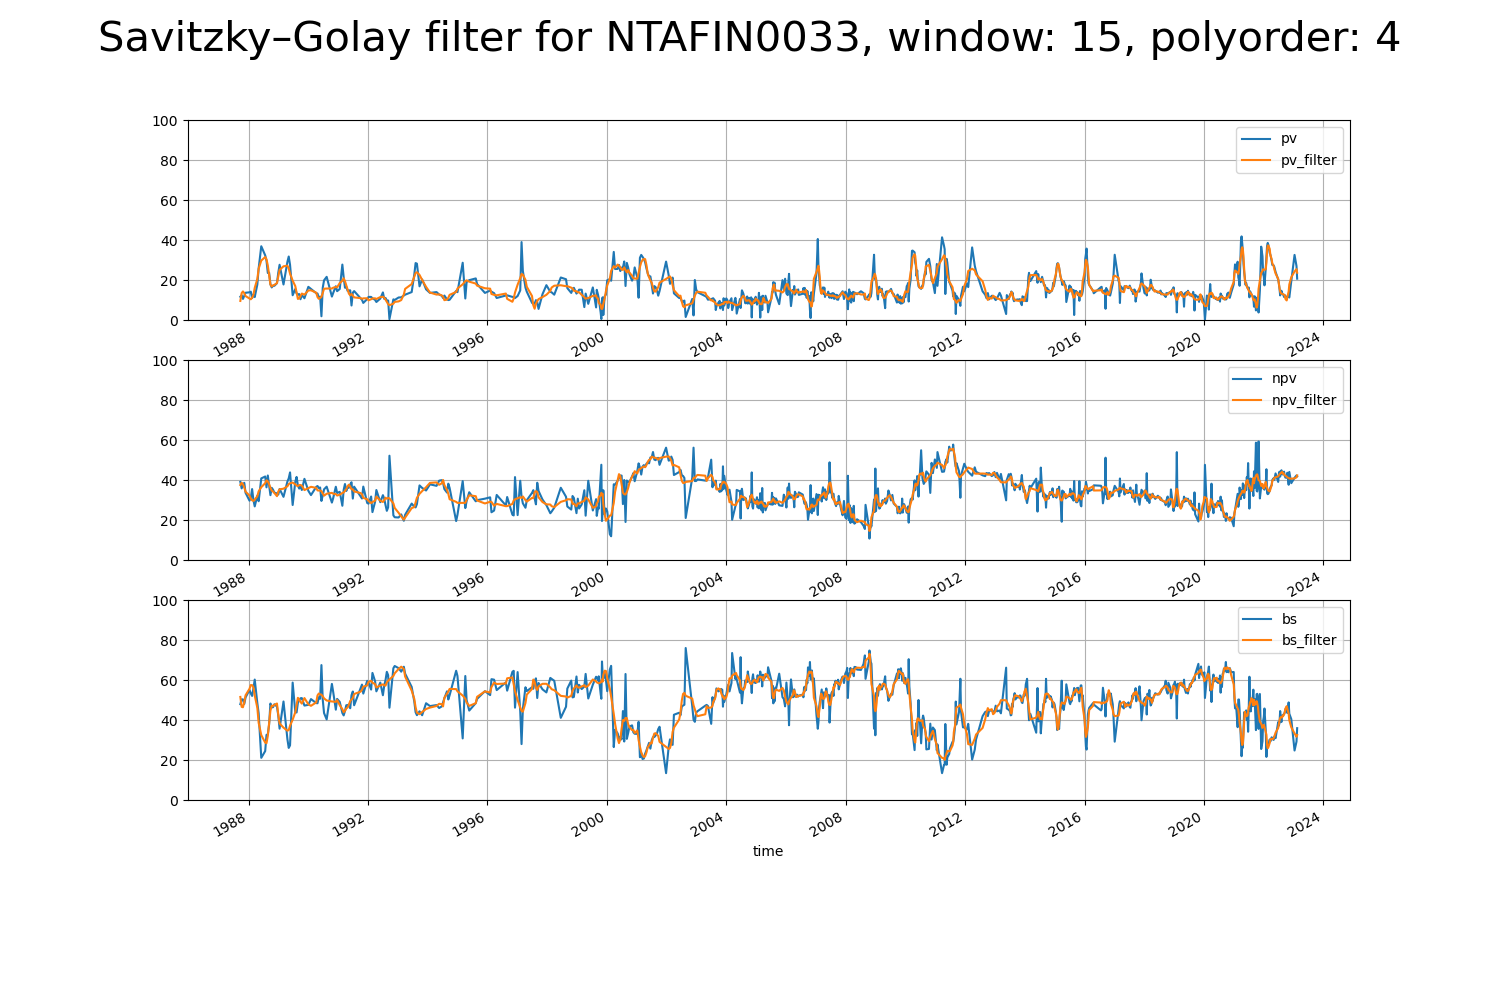 Savitzky–Golay filter for NTAFIN0033, window: 15, polyorder: 4
100
80
60
40
20
0
pv
pv_filter
1988 1992 1996 2000 2004 2008 2012 2016 2020 2024
100
80
60
40
20
0
npv
npv_filter
1988 1992 1996 2000 2004 2008 2012 2016 2020 2024
100
80
60
40
20
0
bs
bs_filter
1988 1992 1996 2000 2004 2008 2012 2016 2020 2024
time